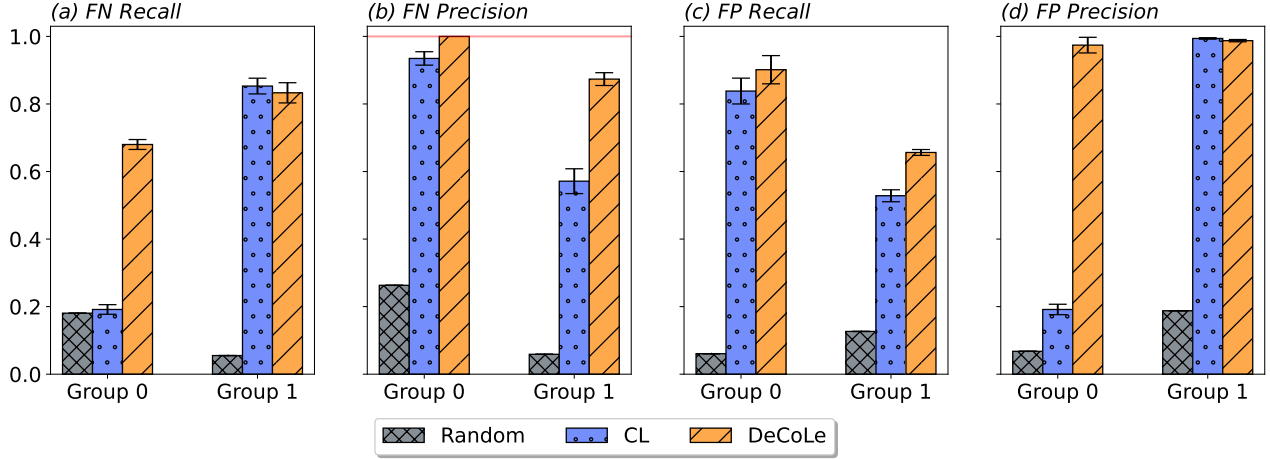 (a) FN Recall (b) FN Precision (c) FP Recall (d) FP Precision
1.0
0.8
0.6
0.4
0.2
0.0
Group 0 Group 1 Group 0 Group 1 Group 0 Group 1 Group 0 Group 1
Random CL DeCoLe